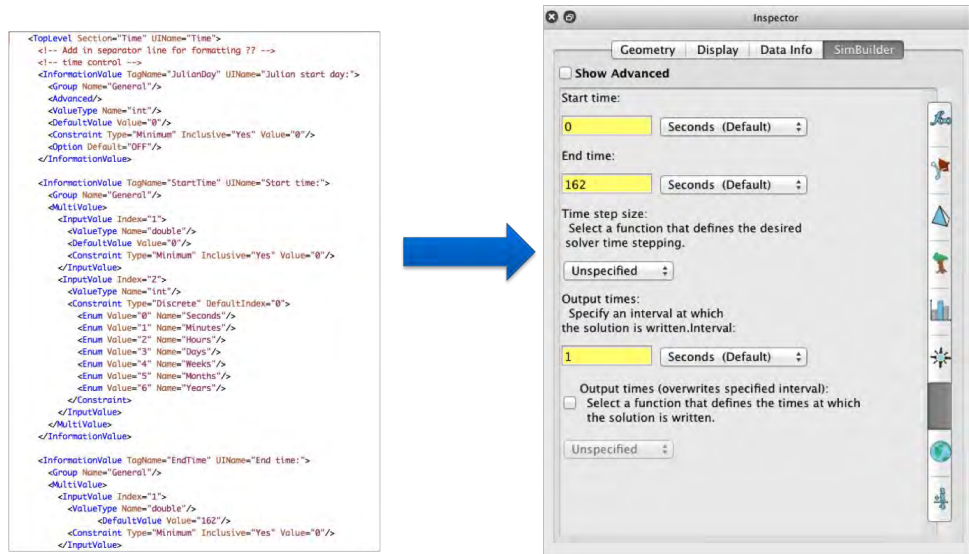 <TopLevel Section="Time" UIName="Time">
<!-- Add in separator line for formatting ?? -->
<!-- time control -->
<InformationValue TagName="JulianDay" UIName="Julian start day:">
<Group Name="General"/>
<Advanced/>
<ValueType Name="int"/>
<DefaultValue Value="0"/>
<Constraint Type="Minimum" Inclusive="Yes" Value="0"/>
<Option Default="OFF"/>
</InformationValue>
<InformationValue TagName="StartTime" UIName="Start time:">
<Group Name="General"/>
<MultiValue>
<InputValue Index="1">
<ValueType Name="double"/>
<DefaultValue Value="0"/>
<Constraint Type="Minimum" Inclusive="Yes" Value="0"/>
</InputValue>
<InputValue Index="2">
<ValueType Name="int"/>
<Constraint Type="Discrete" DefaultIndex="0">
<Enum Value="0" Name="Seconds"/>
<Enum Value="1" Name="Minutes"/>
<Enum Value="2" Name="Hours"/>
<Enum Value="3" Name="Days"/>
<Enum Value="4" Name="Weeks"/>
<Enum Value="5" Name="Months"/>
<Enum Value="6" Name="Years"/>
</Constraint>
</InputValue>
</MultiValue>
</InformationValue>
<InformationValue TagName="EndTime" UIName="End time:">
<Group Name="General"/>
<MultiValue>
<InputValue Index="1">
<ValueType Name="double"/>
<DefaultValue Value="162"/>
<Constraint Type="Minimum" Inclusive="Yes" Value="0"/>
</InputValue>
Inspector
Geometry Display Data Info SimBuilder
Show Advanced
Start time:
0 Seconds (Default)
End time:
162 Seconds (Default)
Time step size:
Select a function that defines the desired
solver time stepping.
Unspecified
Output times:
Specify an interval at which
the solution is written.Interval:
1 Seconds (Default)
Output times (overwrites specified interval):
Select a function that defines the times at which
the solution is written.
Unspecified